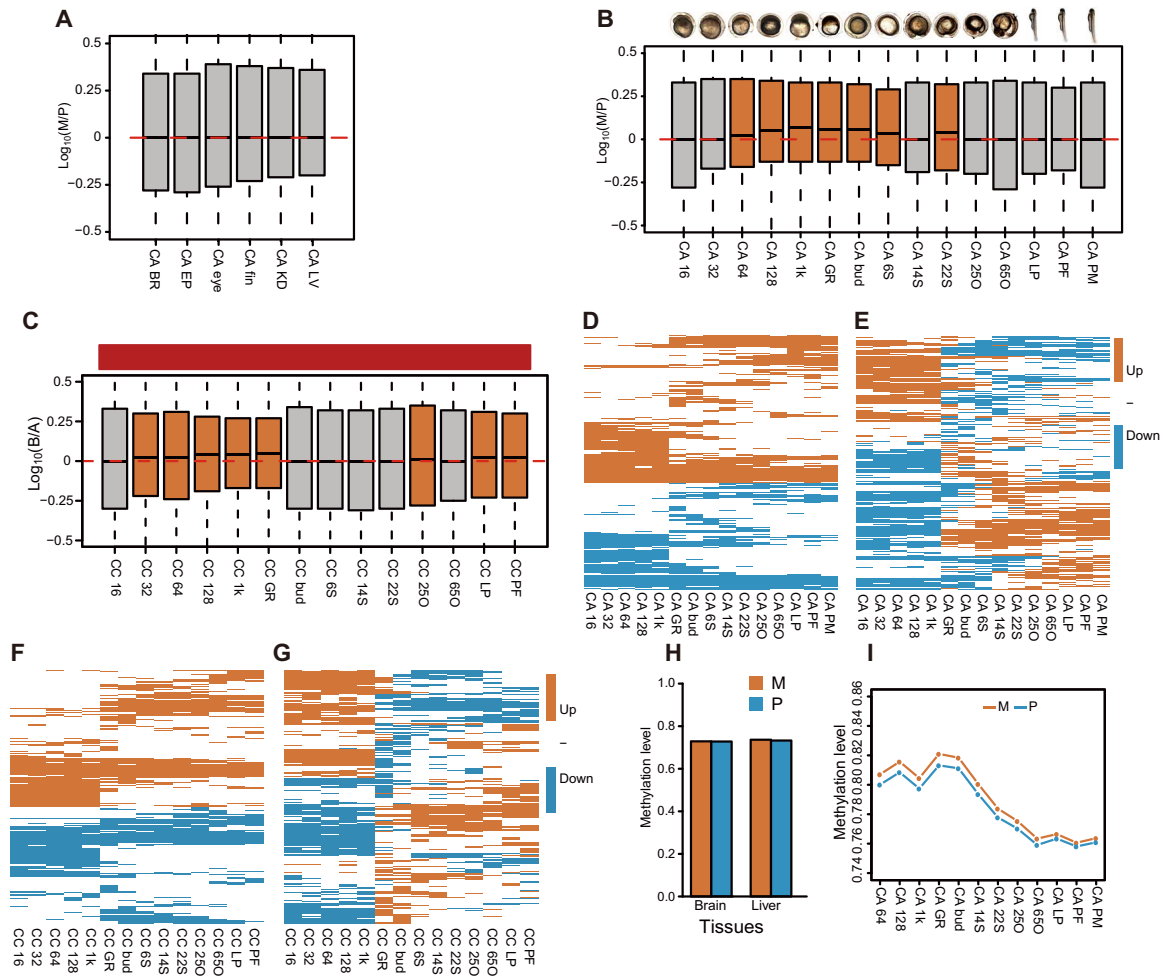 A
0.5
0.25
0
−0.25
−0.5
Log10(M/P)
CA BR
CA EP
CA eye
CA fin
CA KD
CA LV
B
0.5
0.25
0
−0.25
−0.5
Log10(M/P)
CA 16
CA 32
CA 64
CA 128
CA 1k
CA GR
CA bud
CA 6S
CA 14S
CA 22S
CA 25O
CA 65O
CA LP
CA PF
CA PM
C
0.5
0.25
0
−0.25
−0.5
Log10(B/A)
CC 16
CC 32
CC 64
CC 128
CC 1k
CC GR
CC bud
CC 6S
CC 14S
CC 22S
CC 25O
CC 65O
CC LP
CC PF
D
CA 16
CA 32
CA 64
CA 128
CA 1k
CA GR
CA bud
CA 6S
CA 14S
CA 22S
CA 25O
CA 65O
CA LP
CA PF
CA PM
E
Up
–
Down
CA 16
CA 32
CA 64
CA 128
CA 1k
CA GR
CA bud
CA 6S
CA 14S
CA 22S
CA 25O
CA 65O
CA LP
CA PF
CA PM
F
CC 16
CC 32
CC 64
CC 128
CC 1k
CC GR
CC bud
CC 6S
CC 14S
CC 22S
CC 25O
CC 65O
CC LP
CC PF
G
Up
–
Down
CC 16
CC 32
CC 64
CC 128
CC 1k
CC GR
CC bud
CC 6S
CC 14S
CC 22S
CC 25O
CC 65O
CC LP
CC PF
H
M
P
1.0
0.8
0.6
0.4
0.2
0.0
Methylation level
Brain
Liver
Tissues
I
M
P
0.86
0.84
0.82
0.80
0.78
0.76
0.74
Methylation level
CA 64
CA 128
CA 1k
CA GR
CA bud
CA 14S
CA 22S
CA 25O
CA 65O
CA LP
CA PF
CA PM